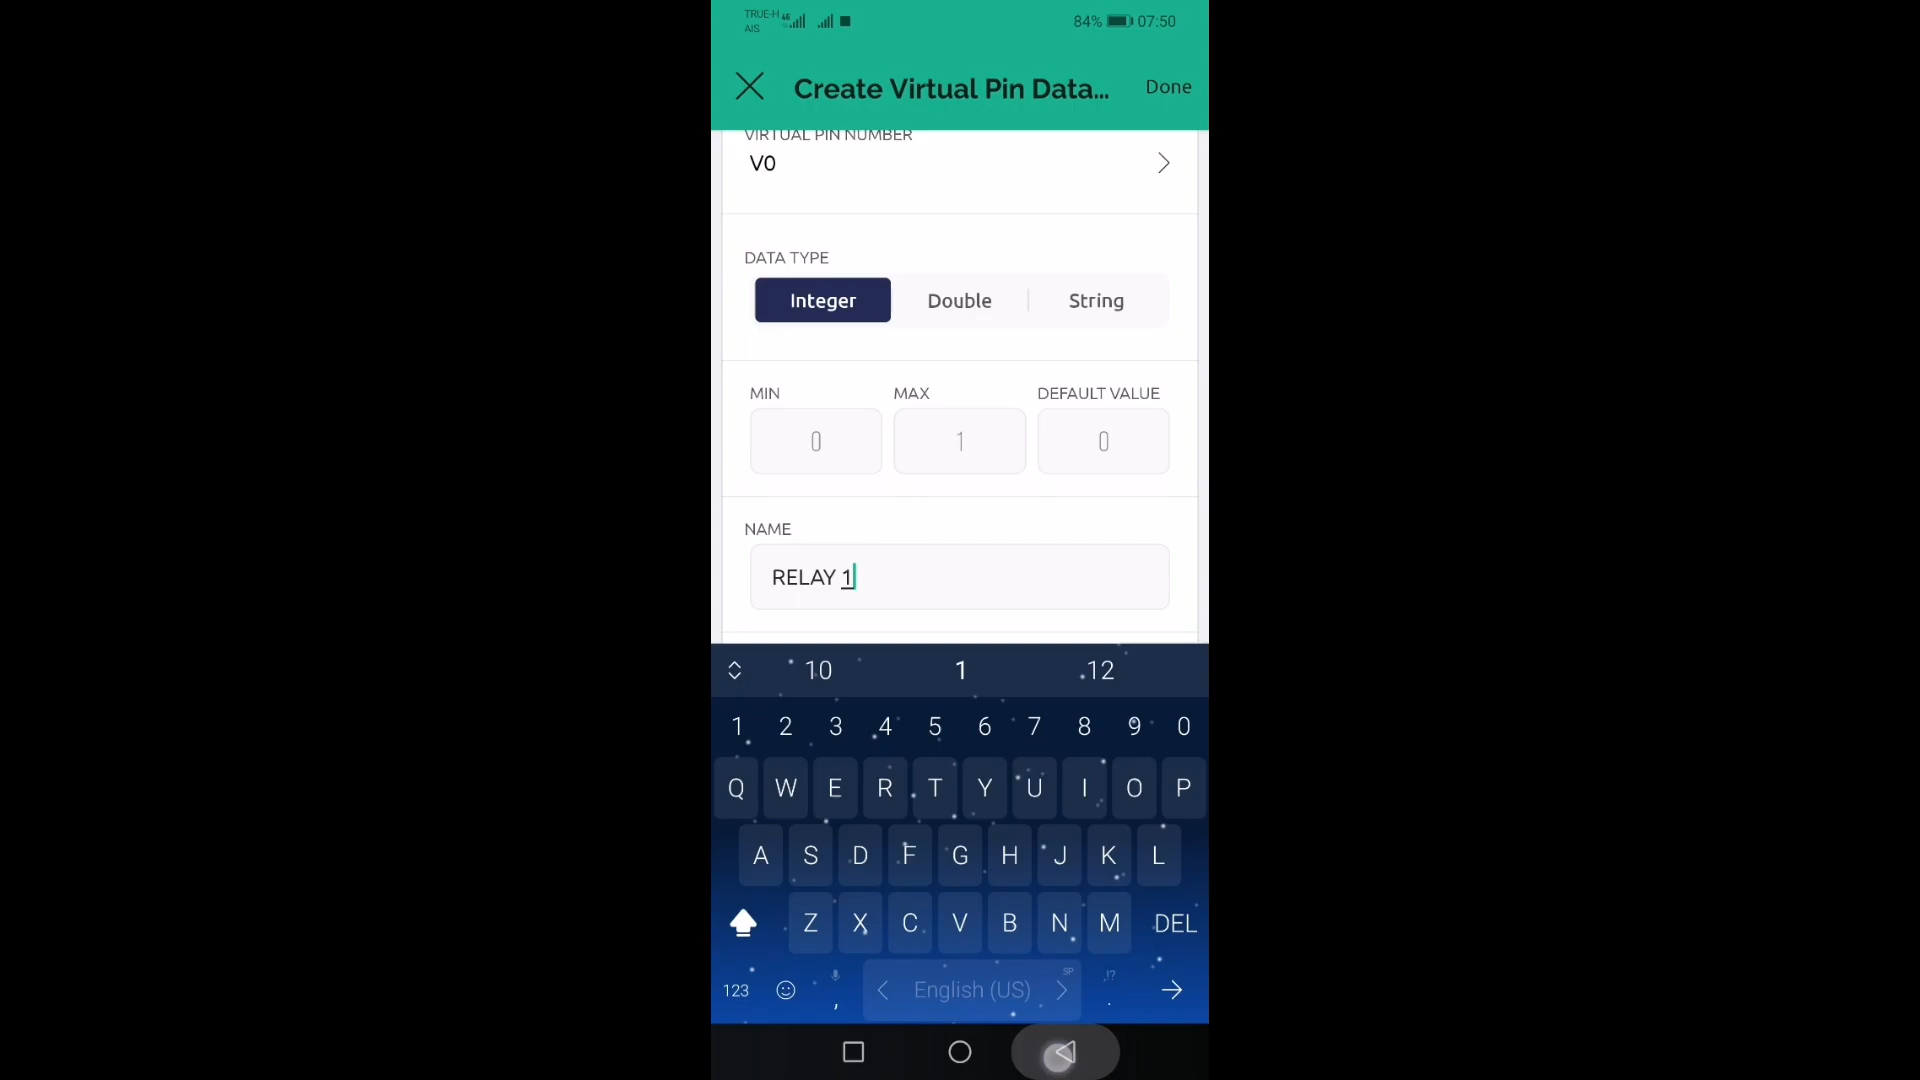 TRUE-H
AIS
84% 07:50
Create Virtual Pin Data... Done
VIRTUAL PIN NUMBER
V0
DATA TYPE
Integer Double String
MIN MAX DEFAULT VALUE
0 1 0
NAME
RELAY 1
10 1 12
1 2 3 4 5 6 7 8 9 0
Q W E R T Y U I O P
A S D F G H J K L
Z X C V B N M DEL
123 , English (US) SP ,!? .